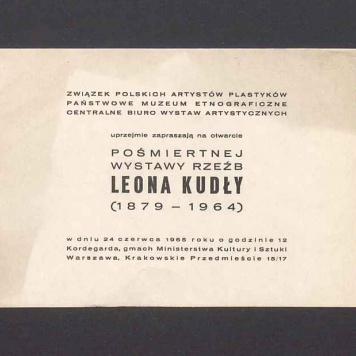 ZWIĄZEK POLSKICH ARTYSTÓW PLASTYKÓW
PAŃSTWOWE MUZEUM ETNOGRAFICZNE
CENTRALNE BIURO WYSTAW ARTYSTYCZNYCH
uprzejmie zapraszają na otwarcie
POŚMIERTNEJ
WYSTAWY RZEŹB
LEONA KUDŁY
(1879 – 1964)
w dniu 24 czerwca 1965 roku o godzinie 12
Kordegarda, gmach Ministerstwa Kultury i Sztuki
Warszawa, Krakowskie Przedmieście 15/17